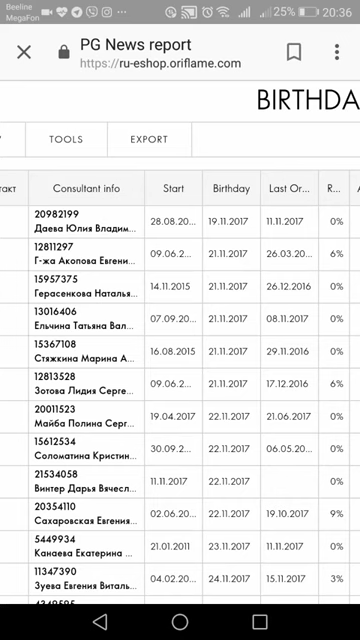 Beeline
MegaFon
25% 20:36
PG News report
https://ru-eshop.oriflame.com
BIRTHDA
TOOLS EXPORT
такт Consultant info Start Birthday Last Or... R...
20982199
Даева Юлия Владим... 28.08.20... 19.11.2017 11.11.2017 0%
12811297
Г-жа Акопова Евгени... 09.06.2... 21.11.2017 26.03.20... 6%
15957375
Герасенкова Наталья... 14.11.2015 21.11.2017 26.12.2016 0%
13016406
Ельчина Татьяна Вал... 07.09.20... 21.11.2017 08.11.2017 0%
15367108
Стяжкина Марина А... 16.08.2015 21.11.2017 29.11.2016 0%
12813528
Зотова Лидия Серге... 09.06.2... 21.11.2017 17.12.2016 6%
20011523
Майба Полина Серг... 19.04.2017 22.11.2017 21.06.2017 0%
15612534
Соломатина Кристин... 30.09.2... 22.11.2017 06.05.20... 0%
21534058
Винтер Дарья Вячесл... 11.11.2017 22.11.2017 0%
20354110
Сахаровская Евгения... 02.06.20... 22.11.2017 19.10.2017 9%
5449934
Канаева Екатерина ... 21.01.2011 23.11.2017 11.11.2017 0%
11347390
Зуева Евгения Виталь... 04.02.20... 24.11.2017 15.11.2017 3%